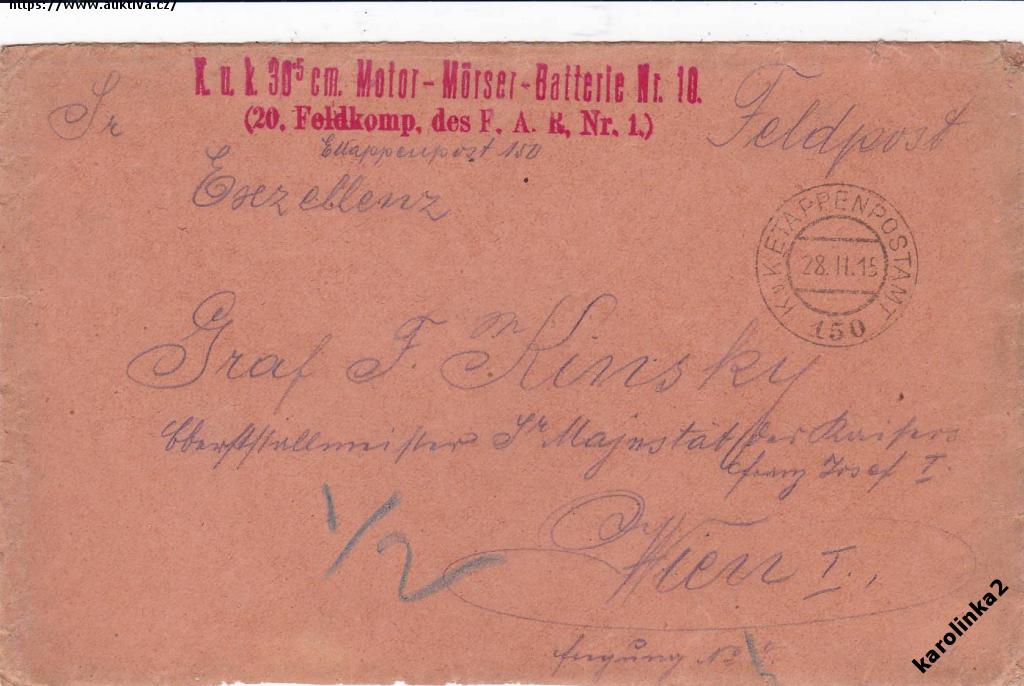 https://www.auktiva.cz/
K. u. k 30⁵ cm. Motor-Mörser-Batterie Nr. 10.
(20. Feldkomp. des F. A. R. Nr. 1.)
Feldpost
Sr
Ettappenpost 150
Exzellenz
K.u.K. ETAPPENPOSTAMT
28.II.15
150
Graf F. Kinsky
Oberststallmeister Sr Majestät des Kaisers
Franz Josef I.
1/2
Wien I.,
No
karolinka2